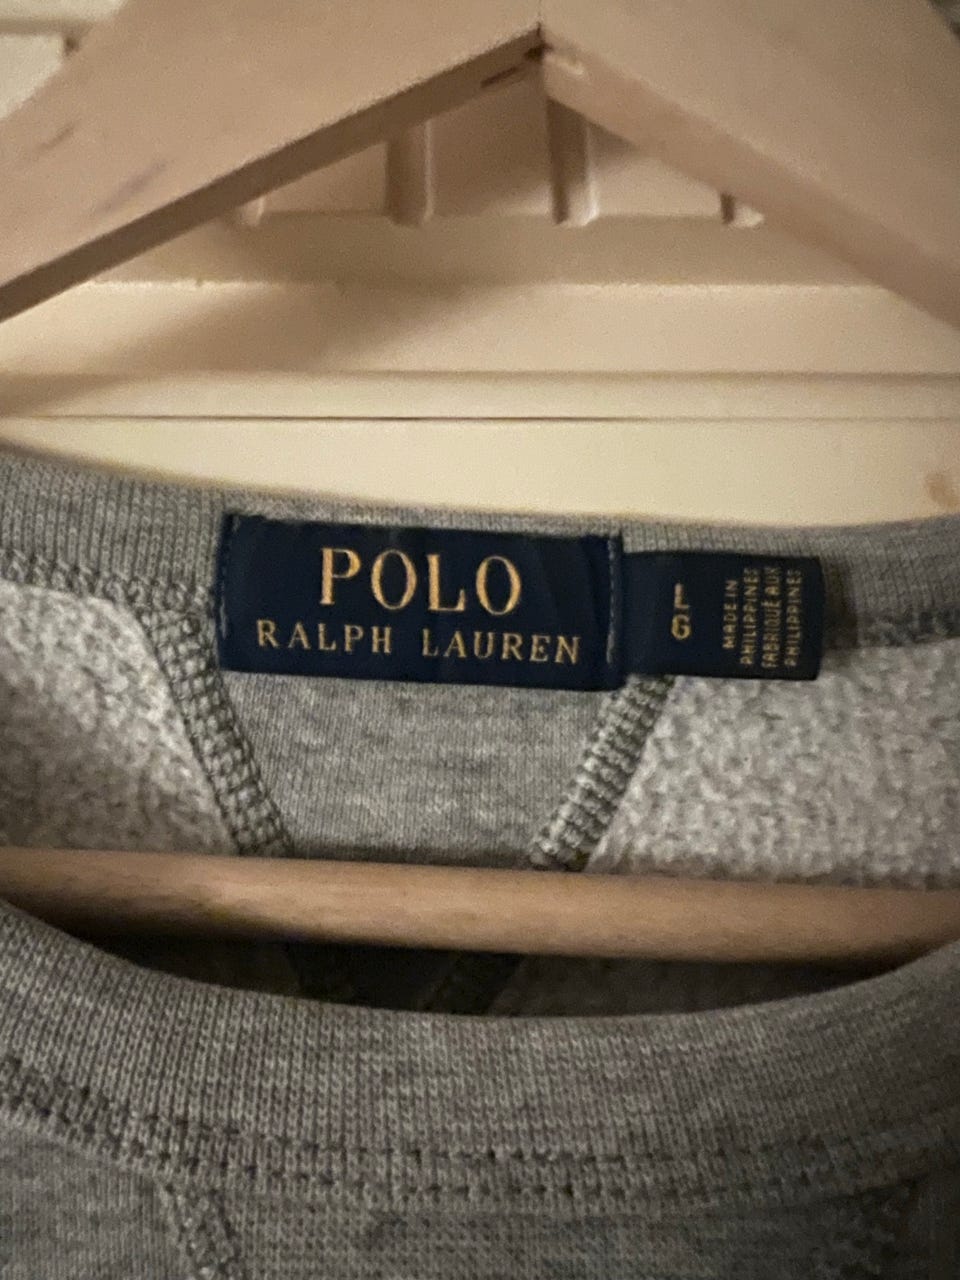 POLO
RALPH LAUREN
L
G
MADE IN
PHILIPPINES
FABRIQUÉ AUX
PHILIPPINES